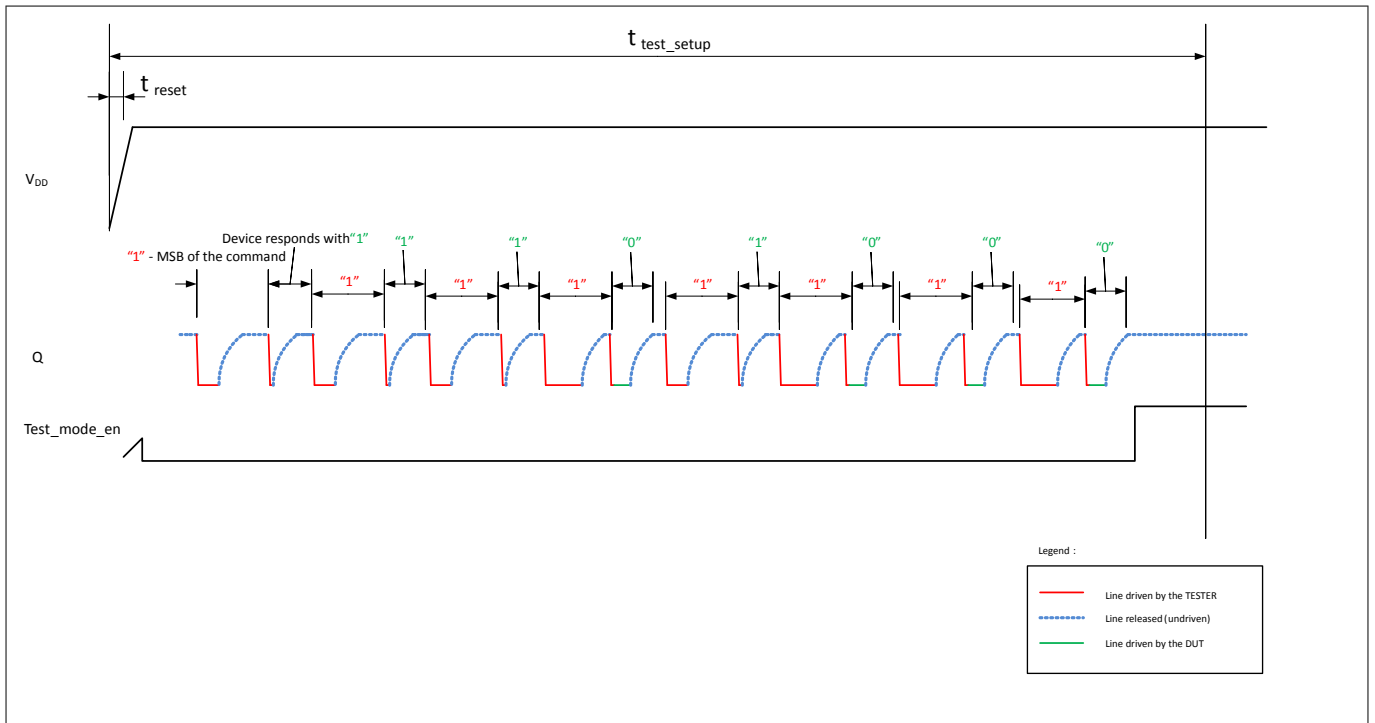 t test_setup
t reset
VDD
Device responds with “1” “1” “1” “0” “1” “0” “0” “0”
“1” - MSB of the command
“1” “1” “1” “1” “1” “1” “1”
Q
Test_mode_en
Legend :
Line driven by the TESTER
Line released (undriven)
Line driven by the DUT